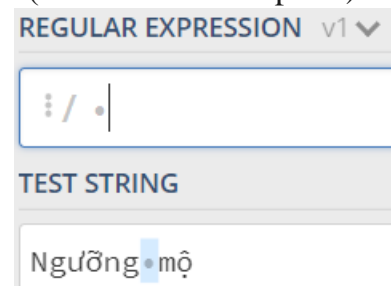 REGULAR EXPRESSION v1
/ •
TEST STRING
Ngưỡng•mộ